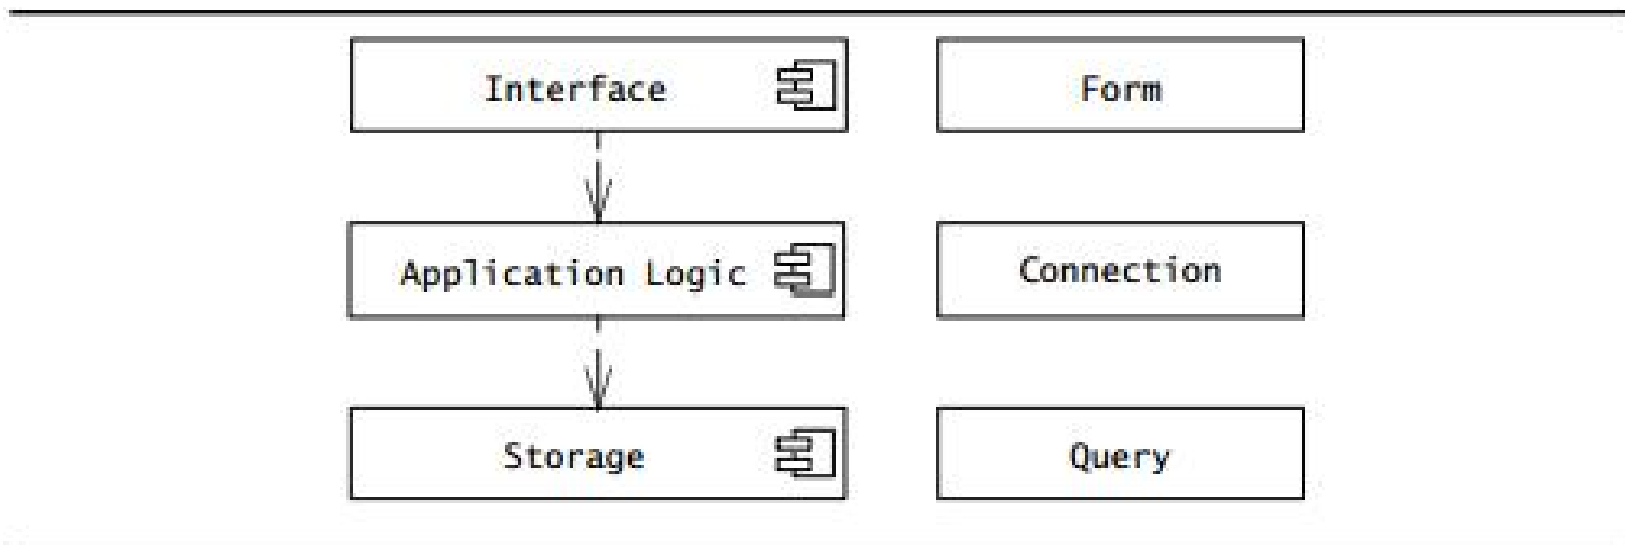 Interface
Form
Application Logic
Connection
Storage
Query